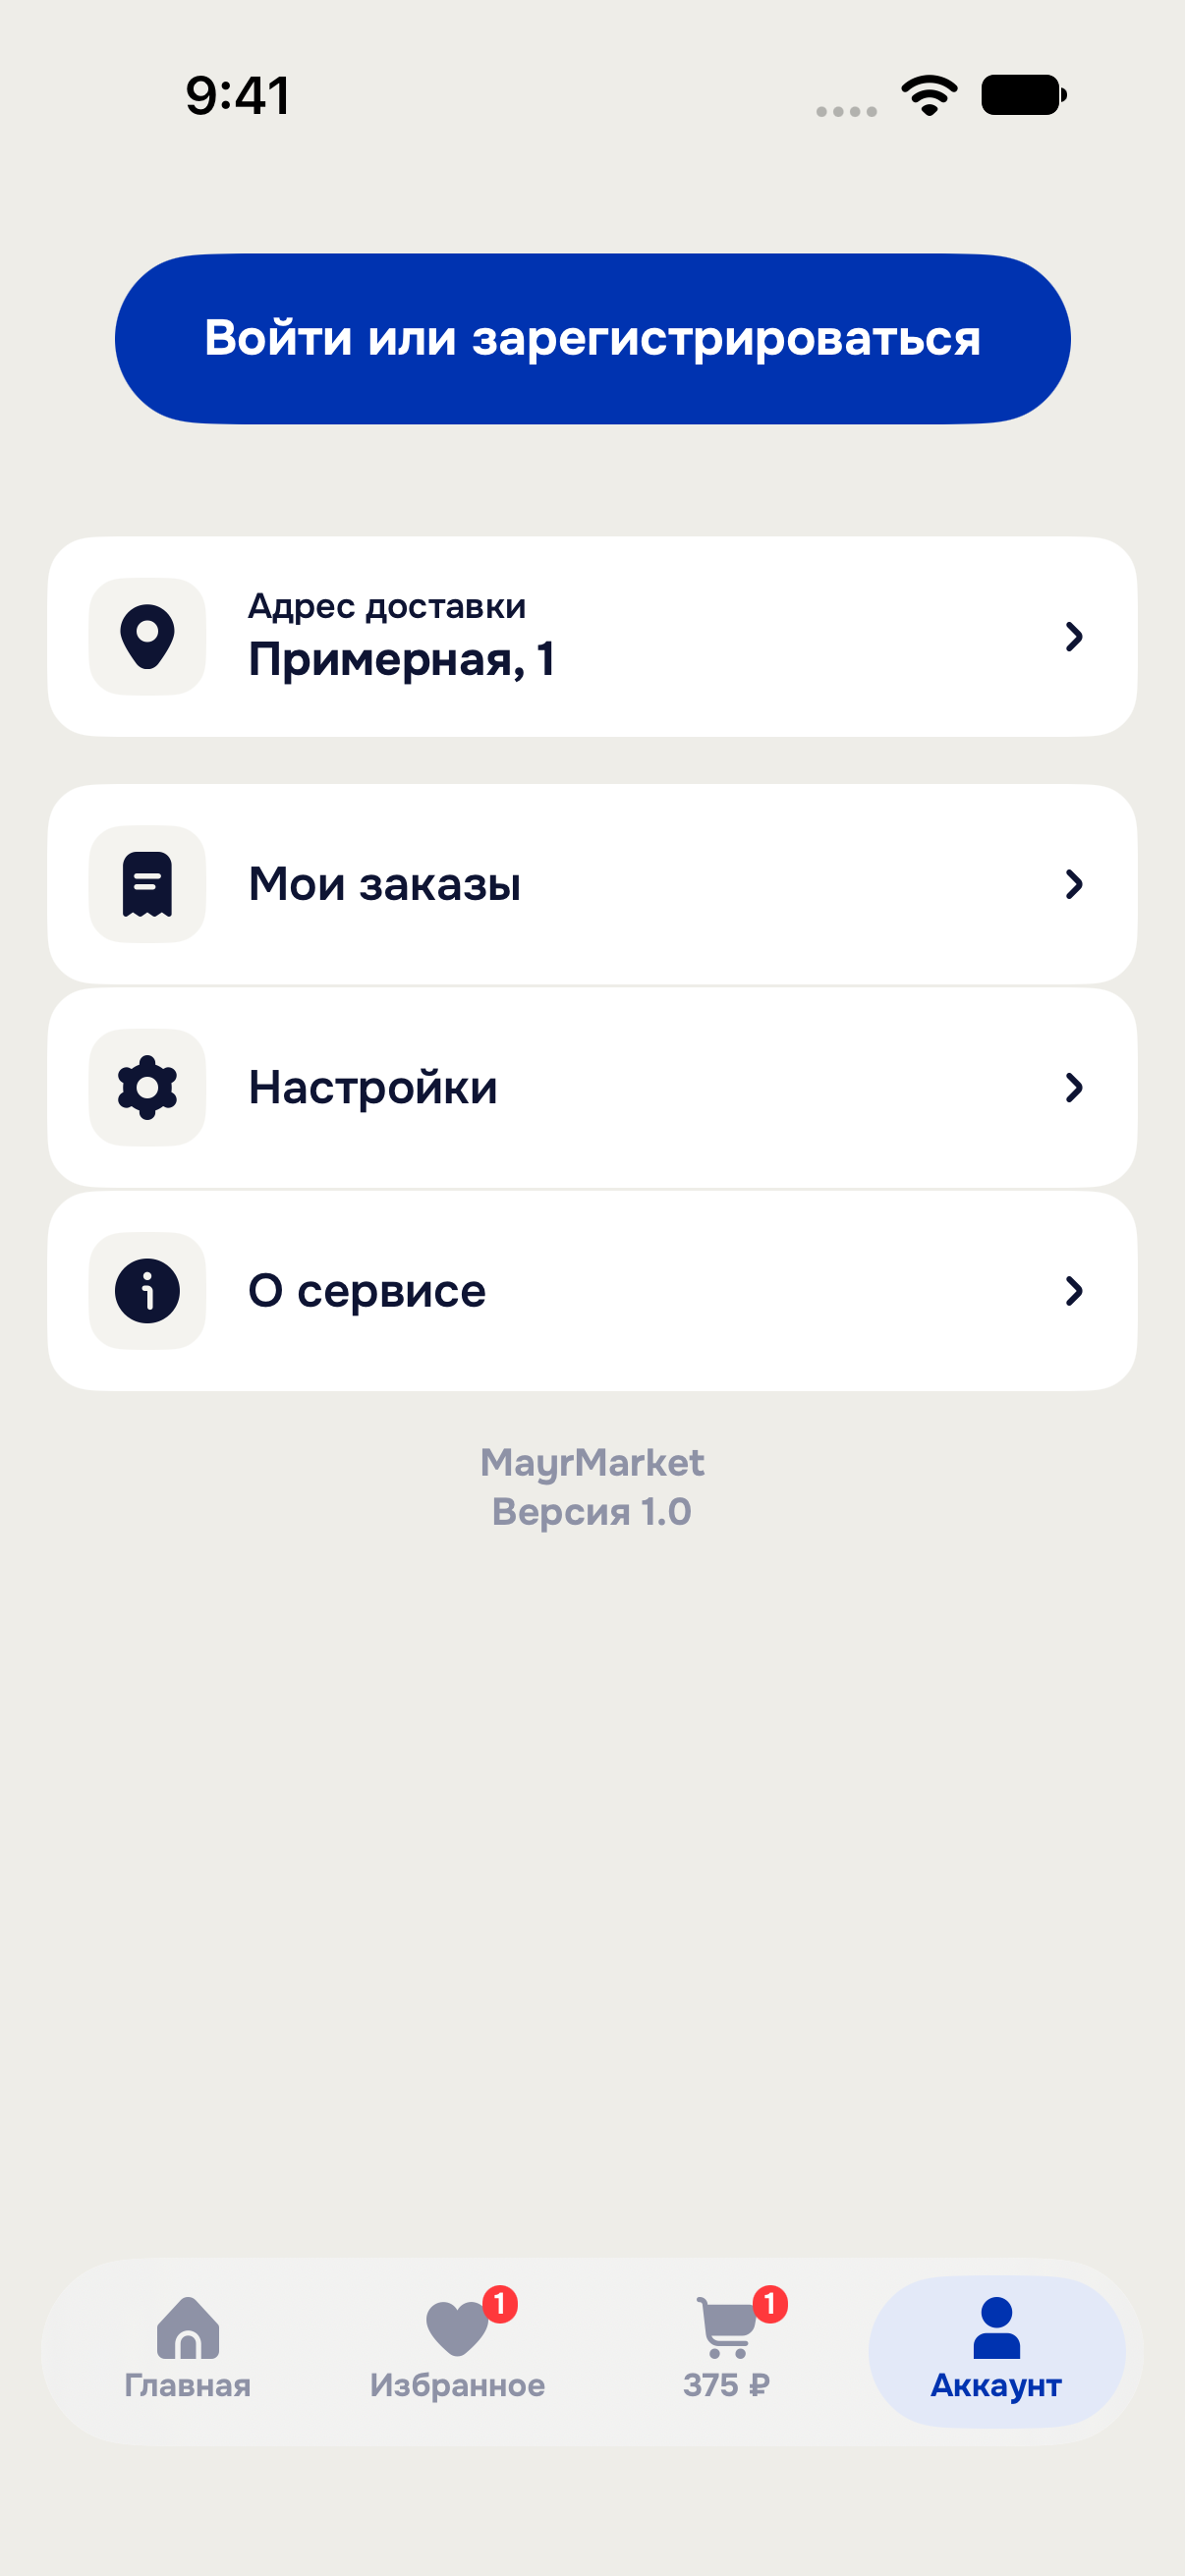 9:41
Войти или зарегистрироваться
Адрес доставки
Примерная, 1
Мои заказы
Настройки
О сервисе
MayrMarket
Версия 1.0
1
1
Главная
Избранное
375 ₽
Аккаунт